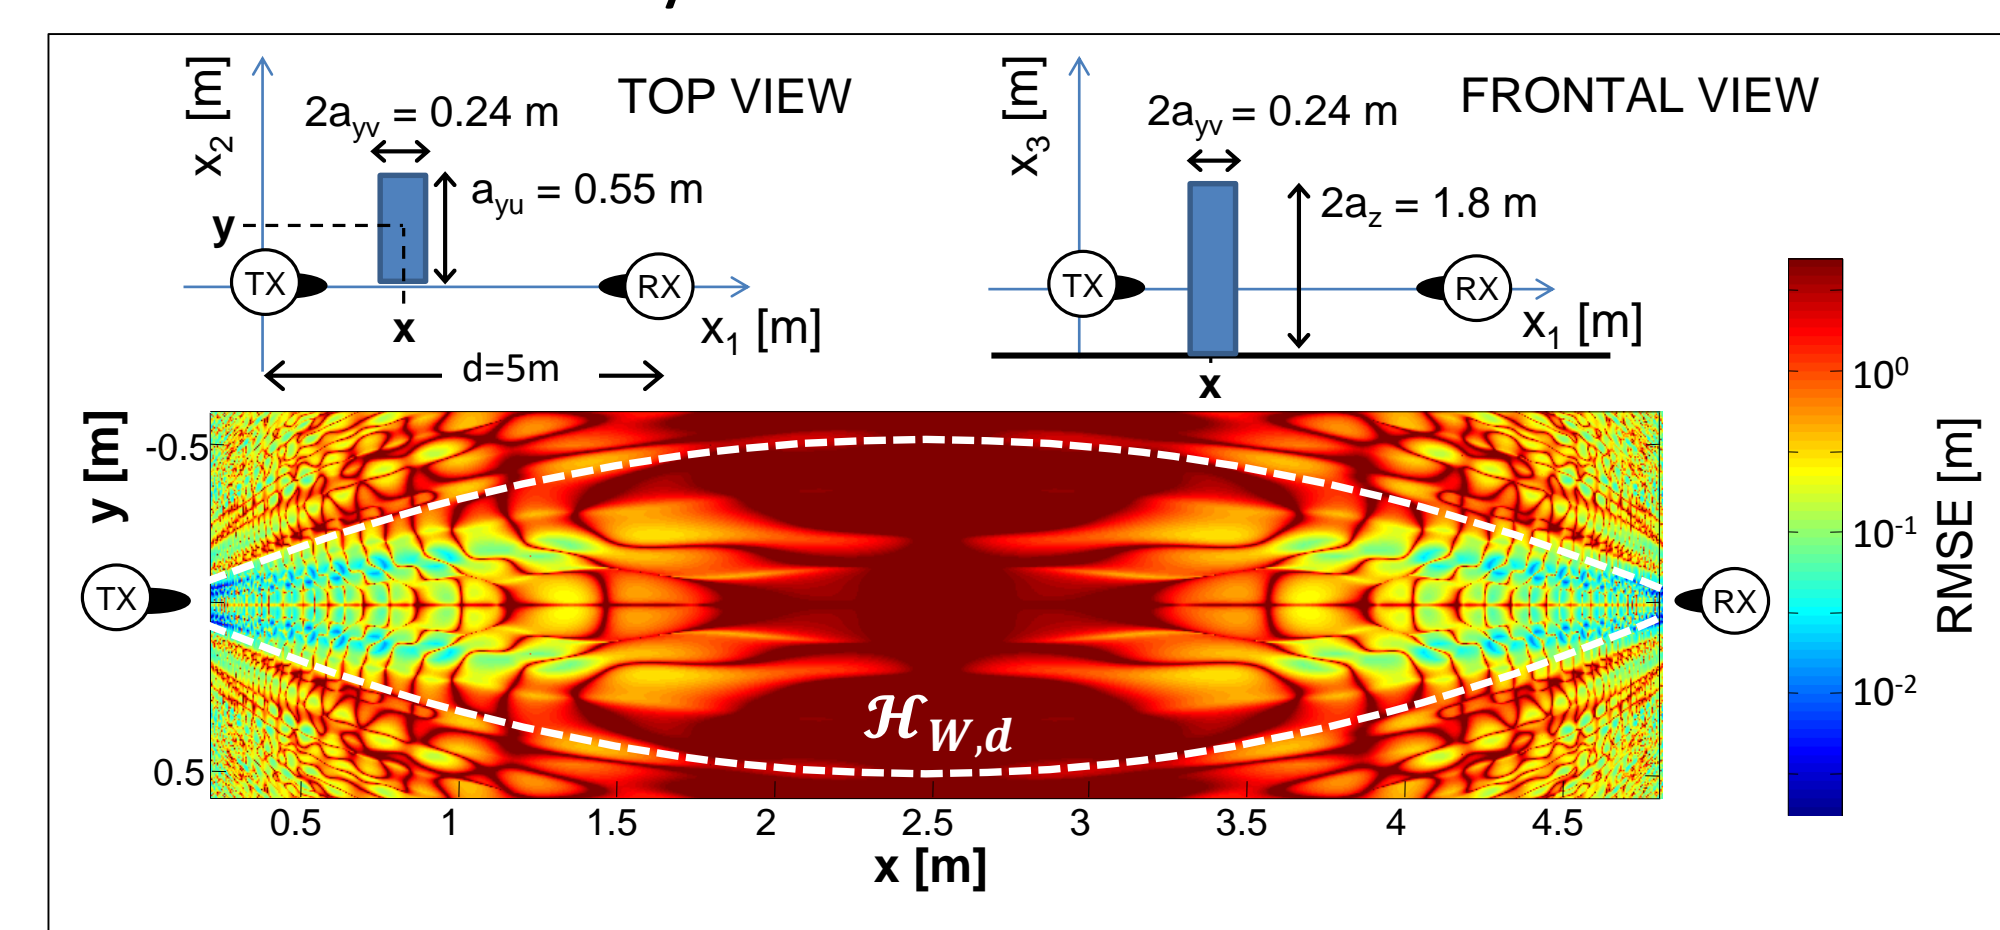 TOP VIEW
x2 [m]
2ayv = 0.24 m
ayu = 0.55 m
y
TX
RX
x
x1 [m]
d=5m
FRONTAL VIEW
x3 [m]
2ayv = 0.24 m
2az = 1.8 m
TX
RX
x1 [m]
x
y [m]
-0.5
0.5
TX
RX
ℋW,d
0.5 1 1.5 2 2.5 3 3.5 4 4.5
x [m]
10^0
10^-1
10^-2
RMSE [m]